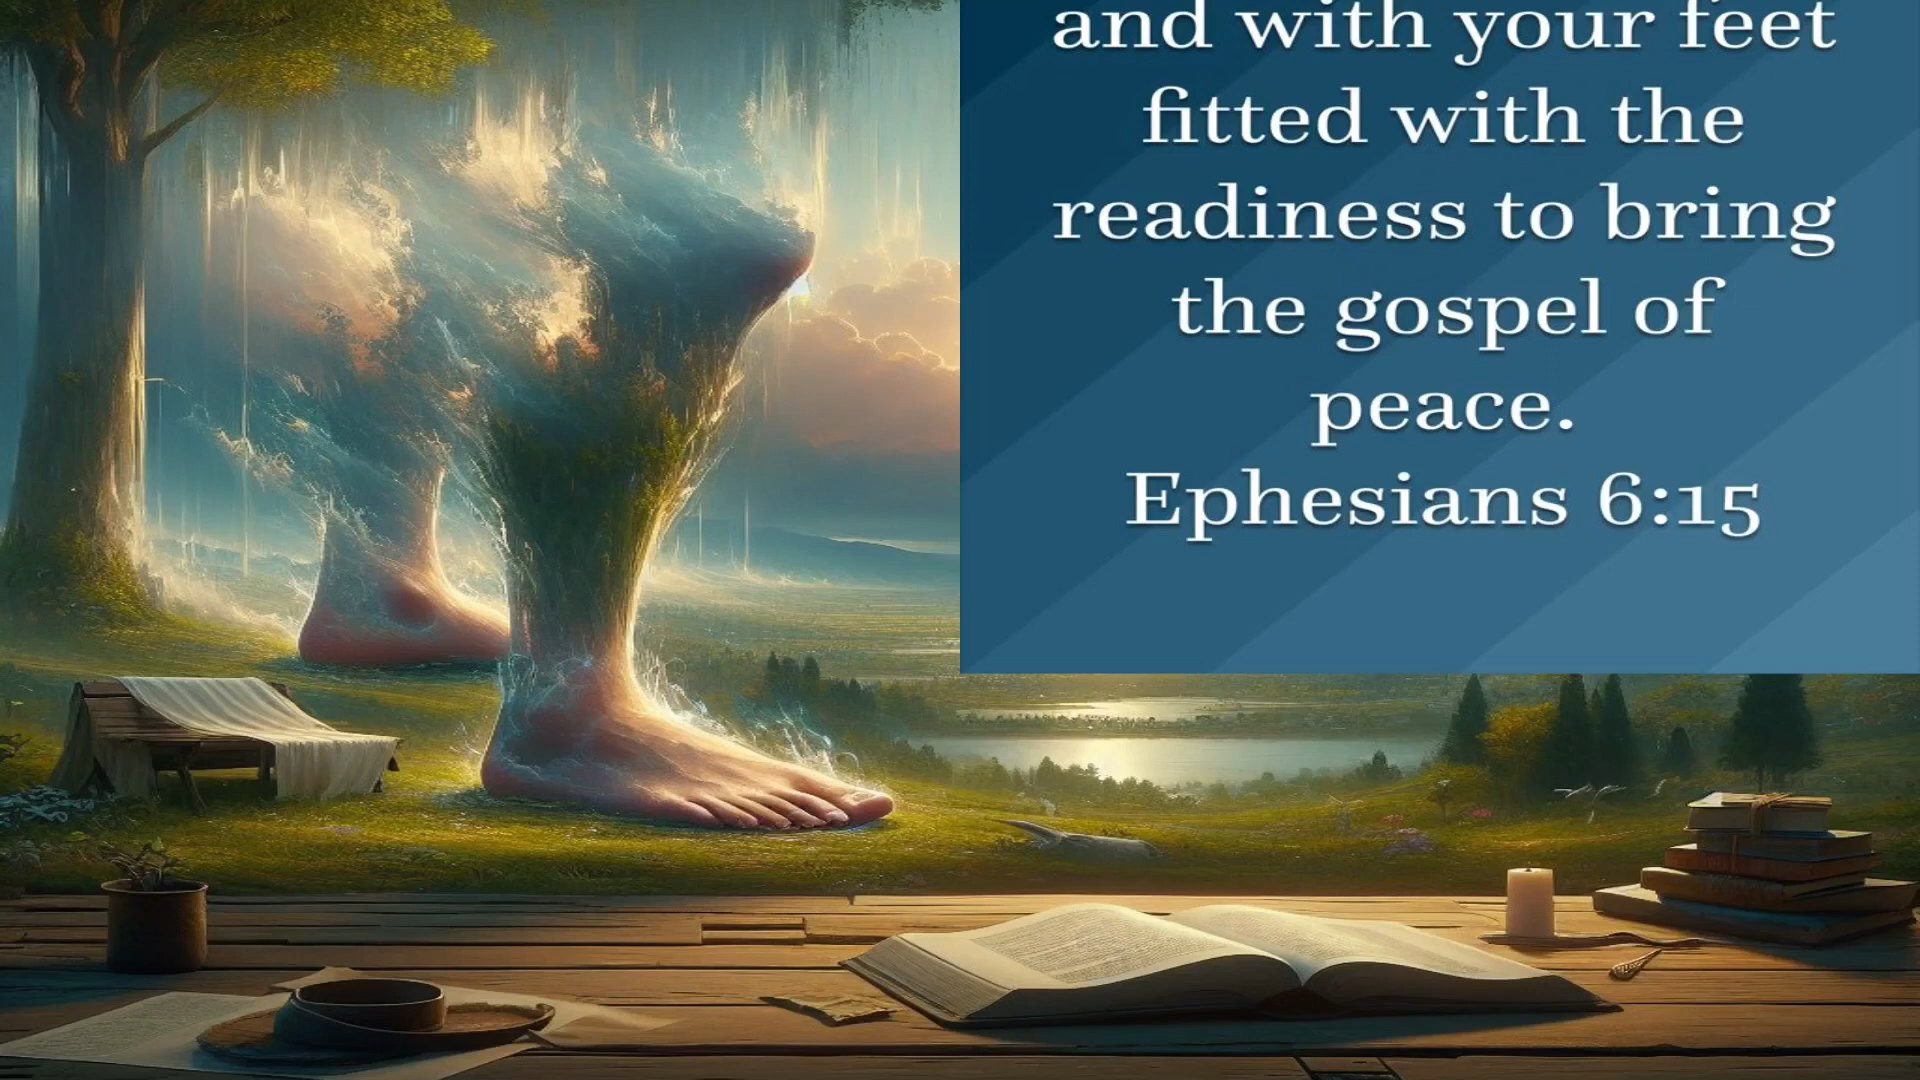 and with your feet
fitted with the
readiness to bring
the gospel of
peace.
Ephesians 6:15